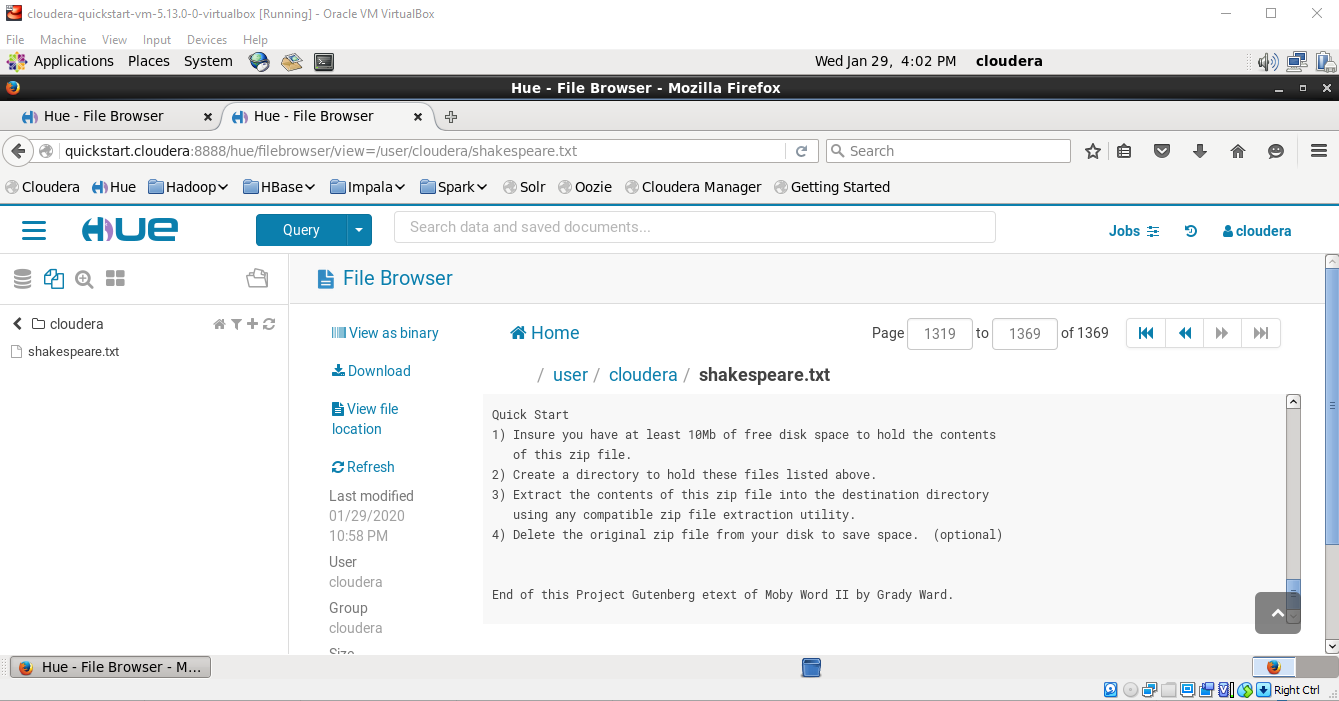 cloudera-quickstart-vm-5.13.0-0-virtualbox [Running] - Oracle VM VirtualBox
File Machine View Input Devices Help
Applications Places System Wed Jan 29, 4:02 PM cloudera
Hue - File Browser - Mozilla Firefox
Hue - File Browser Hue - File Browser
quickstart.cloudera:8888/hue/filebrowser/view=/user/cloudera/shakespeare.txt Search
Cloudera Hue Hadoop HBase Impala Spark Solr Oozie Cloudera Manager Getting Started
HUE Query Search data and saved documents... Jobs cloudera
File Browser
cloudera
shakespeare.txt
View as binary
Download
View file
location
Refresh
Last modified
01/29/2020
10:58 PM
User
cloudera
Group
cloudera
Size
Home Page 1319 to 1369 of 1369
/ user / cloudera / shakespeare.txt
Quick Start
1) Insure you have at least 10Mb of free disk space to hold the contents
of this zip file.
2) Create a directory to hold these files listed above.
3) Extract the contents of this zip file into the destination directory
using any compatible zip file extraction utility.
4) Delete the original zip file from your disk to save space. (optional)
End of this Project Gutenberg etext of Moby Word II by Grady Ward.
Hue - File Browser - M...
Right Ctrl